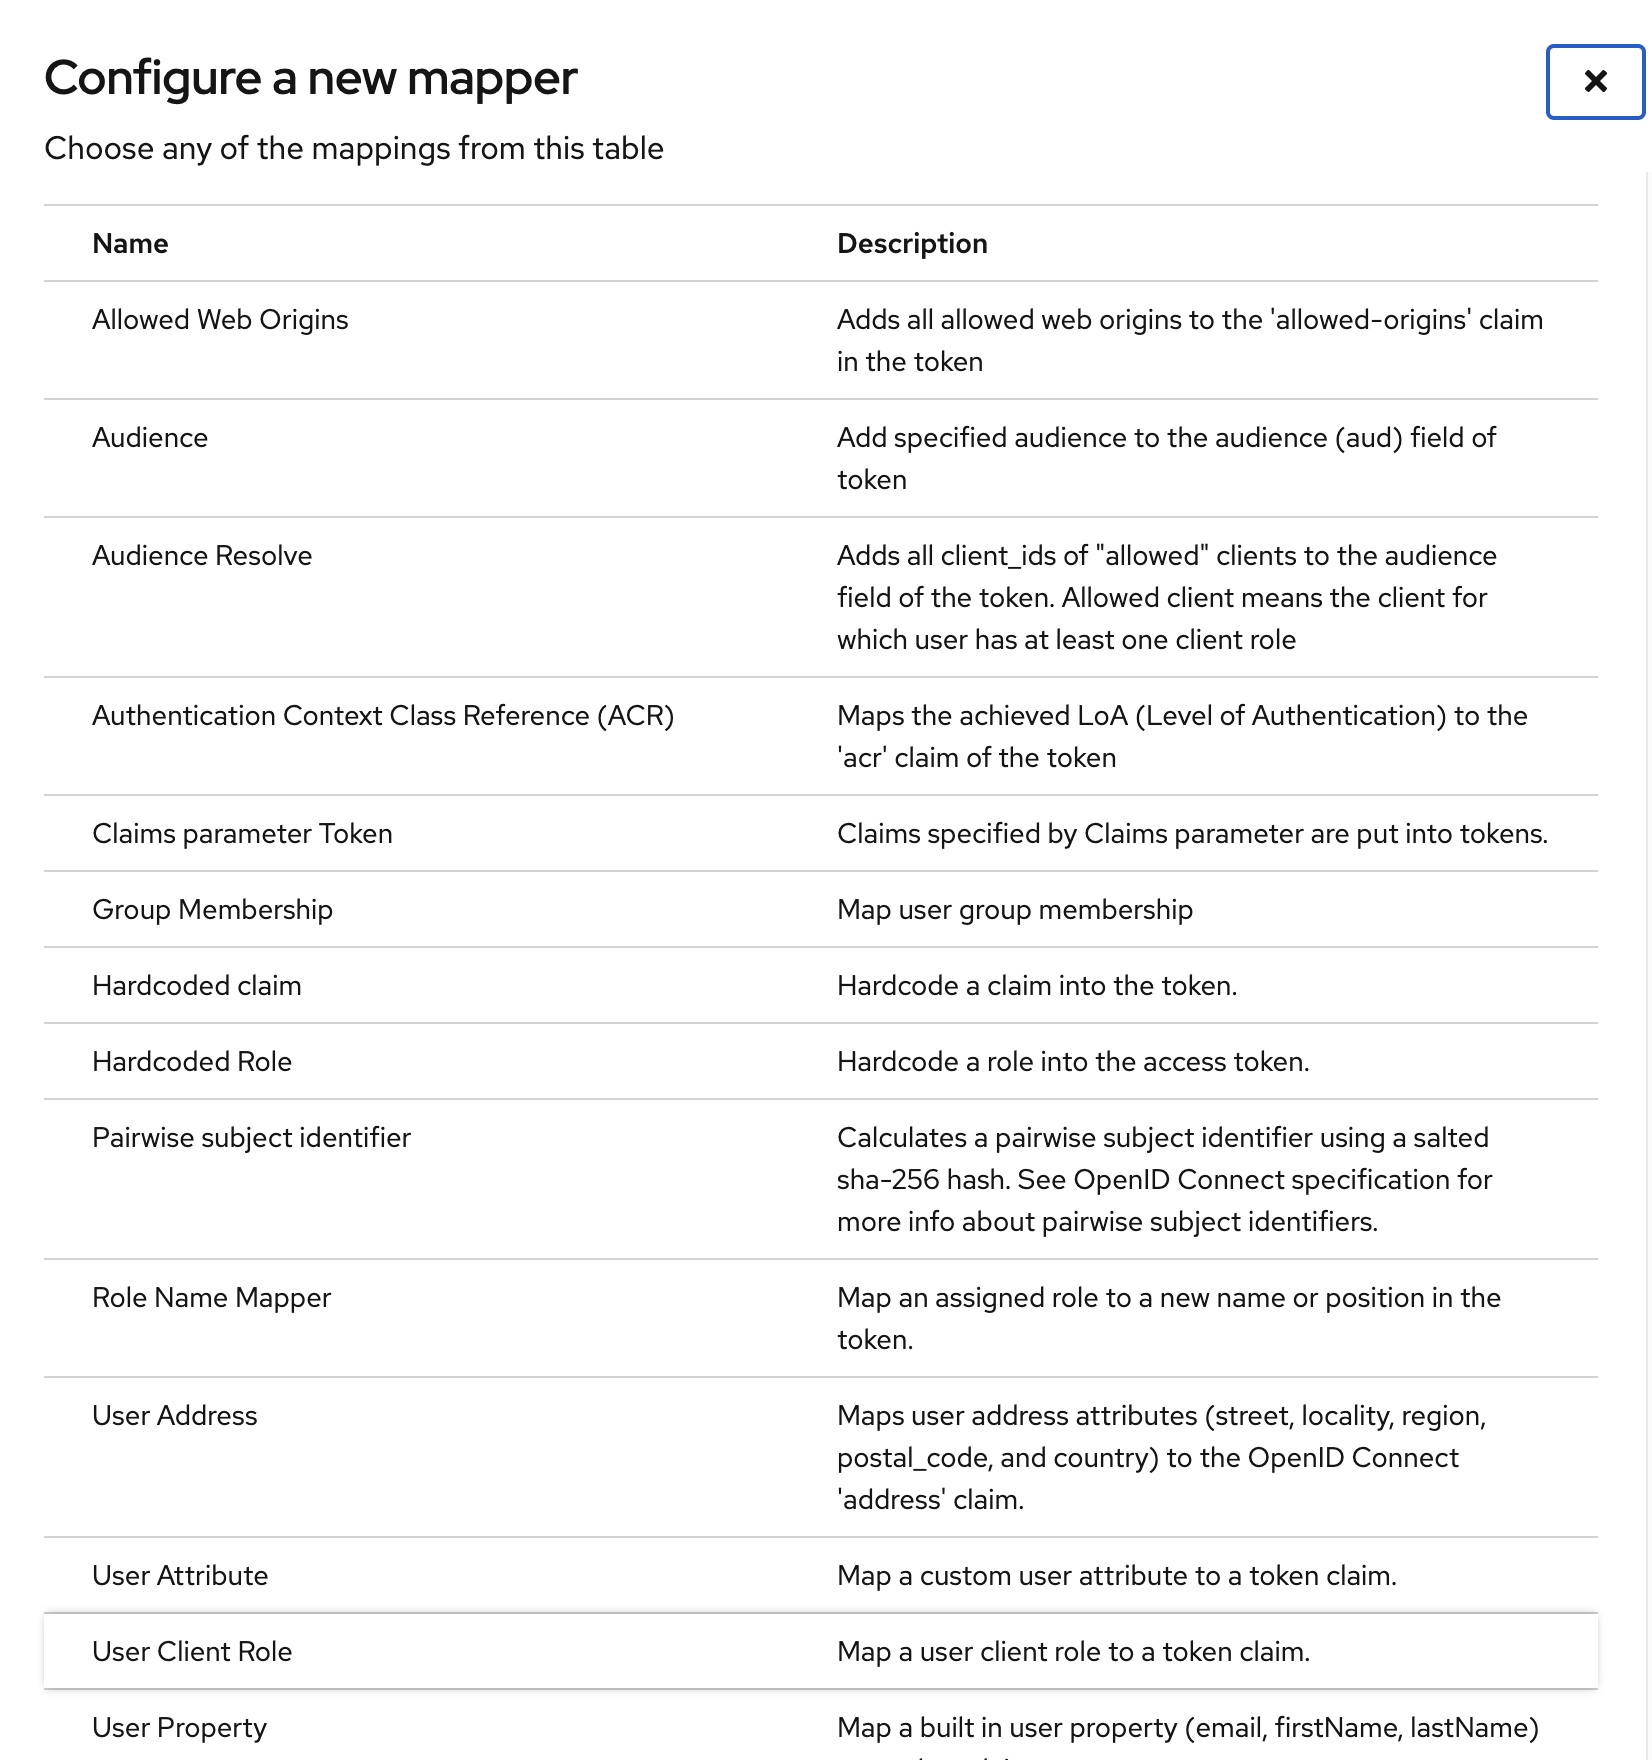 Configure a new mapper
Choose any of the mappings from this table
Name Description
Allowed Web Origins Adds all allowed web origins to the 'allowed-origins' claim
in the token
Audience Add specified audience to the audience (aud) field of
token
Audience Resolve Adds all client_ids of "allowed" clients to the audience
field of the token. Allowed client means the client for
which user has at least one client role
Authentication Context Class Reference (ACR) Maps the achieved LoA (Level of Authentication) to the
'acr' claim of the token
Claims parameter Token Claims specified by Claims parameter are put into tokens.
Group Membership Map user group membership
Hardcoded claim Hardcode a claim into the token.
Hardcoded Role Hardcode a role into the access token.
Pairwise subject identifier Calculates a pairwise subject identifier using a salted
sha-256 hash. See OpenID Connect specification for
more info about pairwise subject identifiers.
Role Name Mapper Map an assigned role to a new name or position in the
token.
User Address Maps user address attributes (street, locality, region,
postal_code, and country) to the OpenID Connect
'address' claim.
User Attribute Map a custom user attribute to a token claim.
User Client Role Map a user client role to a token claim.
User Property Map a built in user property (email, firstName, lastName)